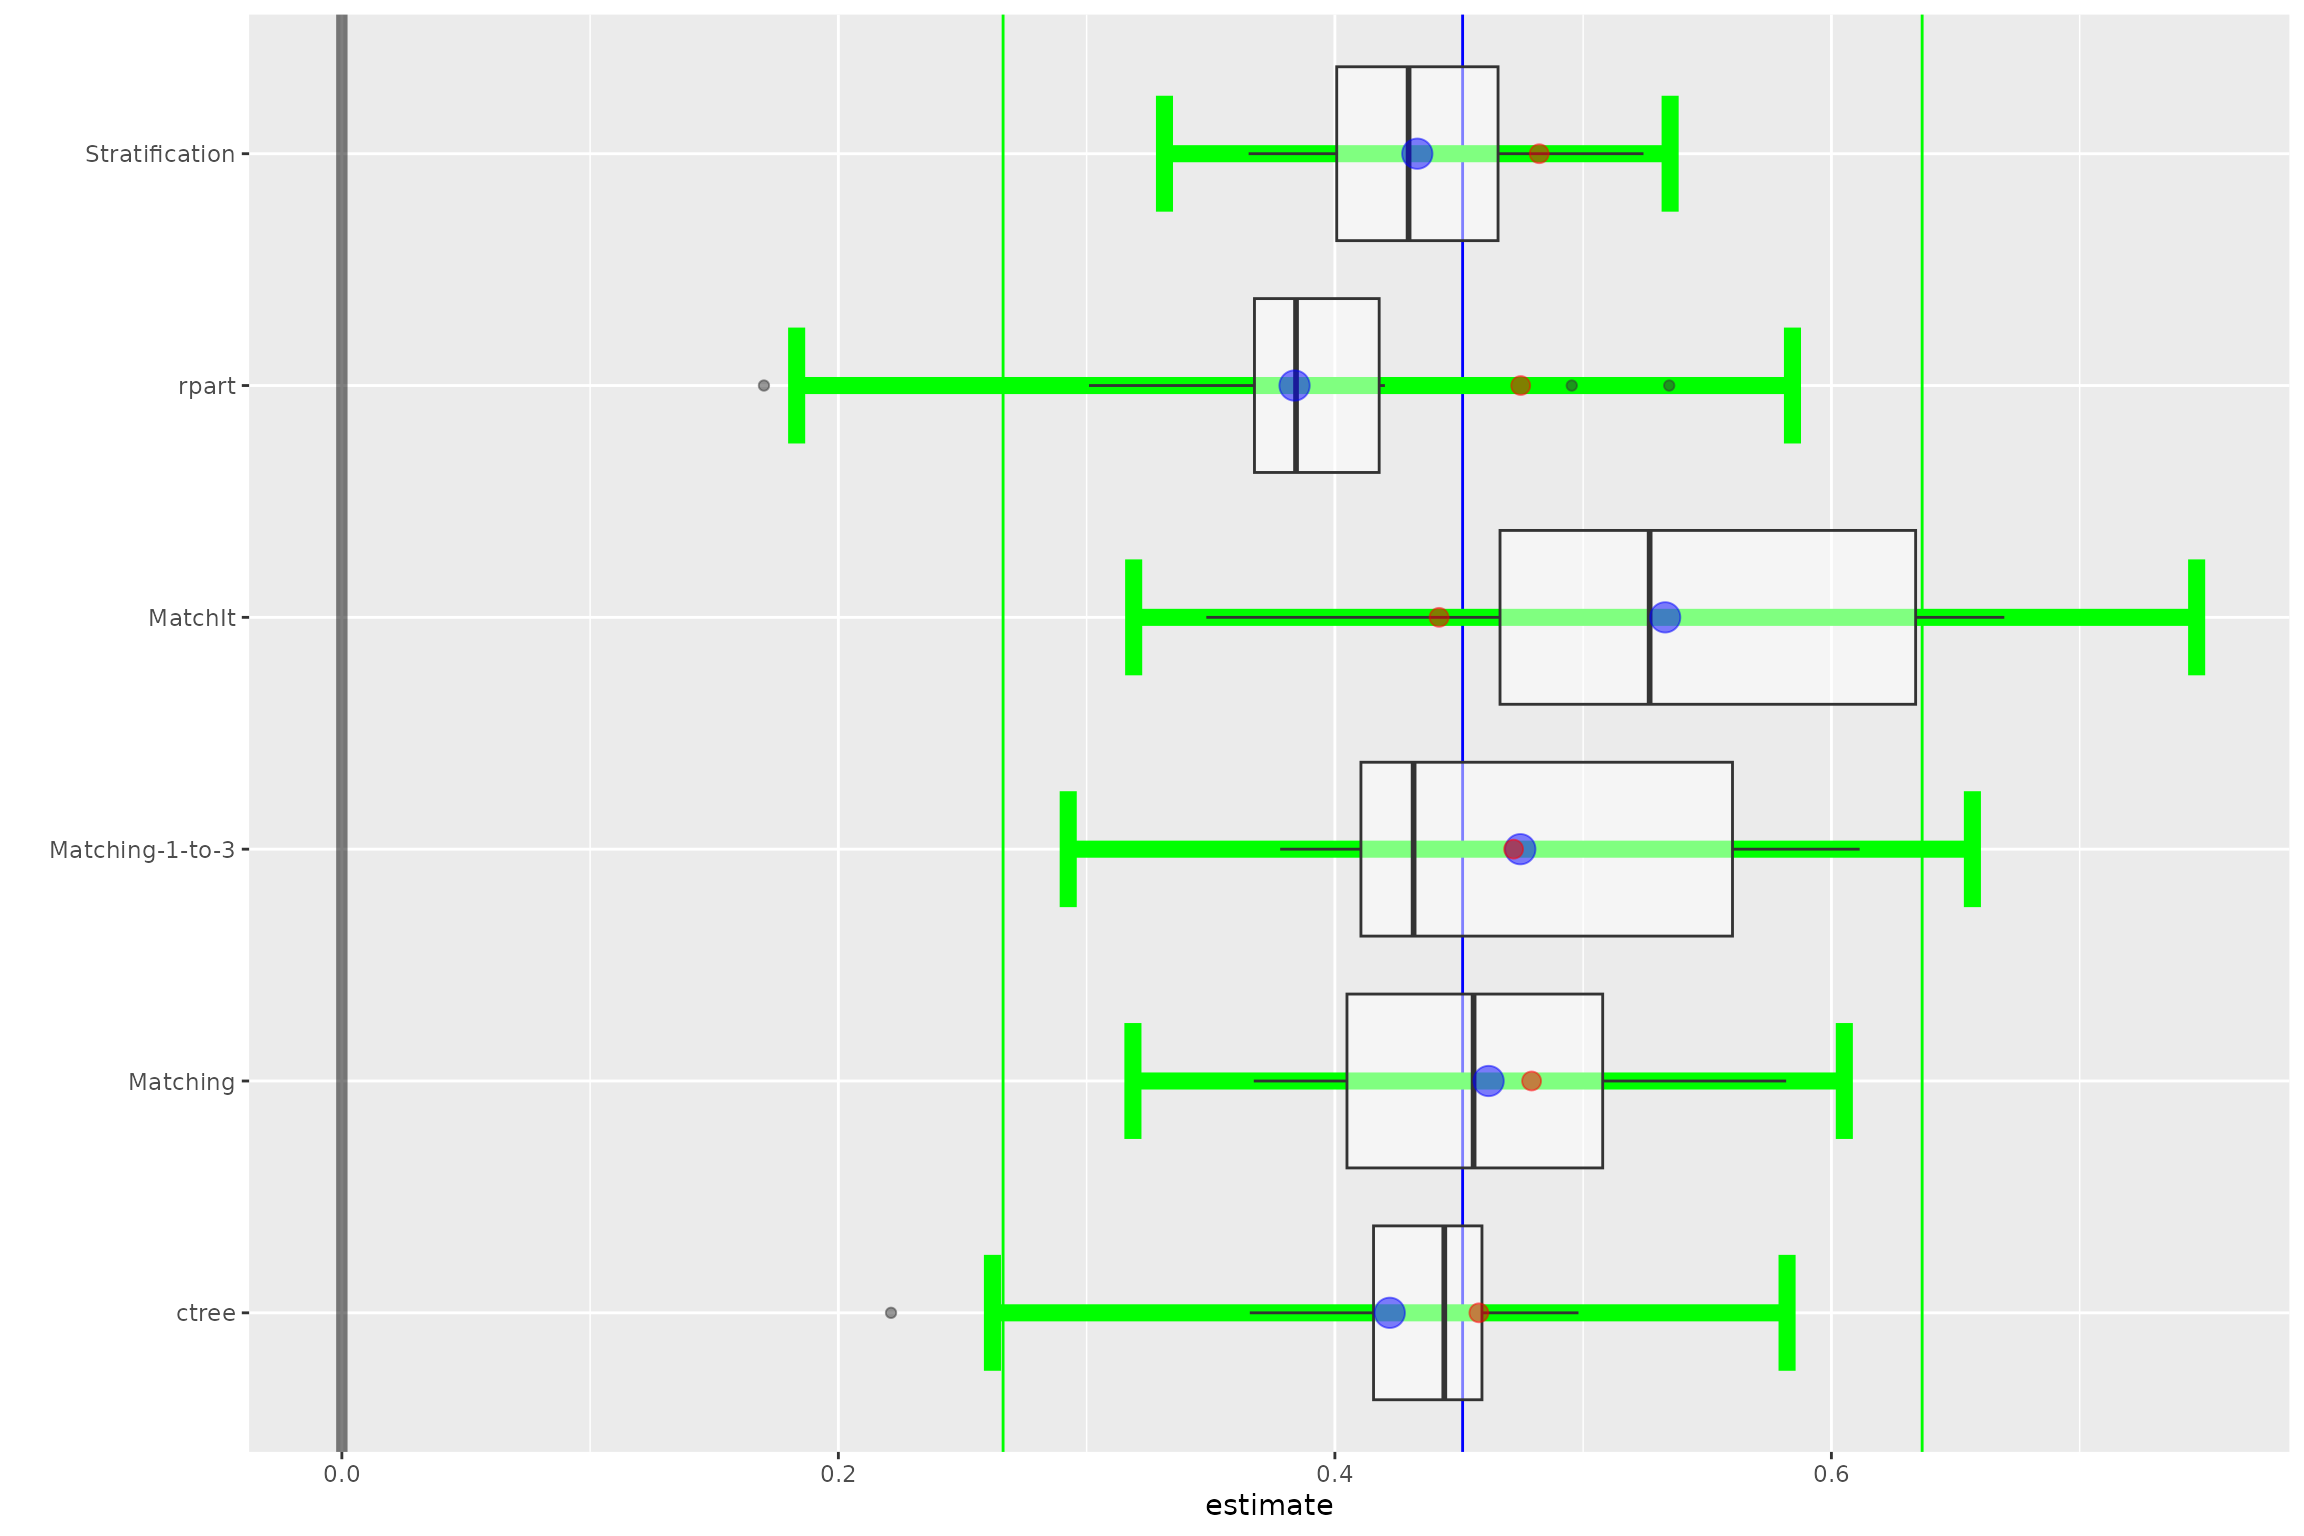 Stratification
rpart
MatchIt
Matching-1-to-3
Matching
ctree
0.0 0.2 0.4 0.6
estimate